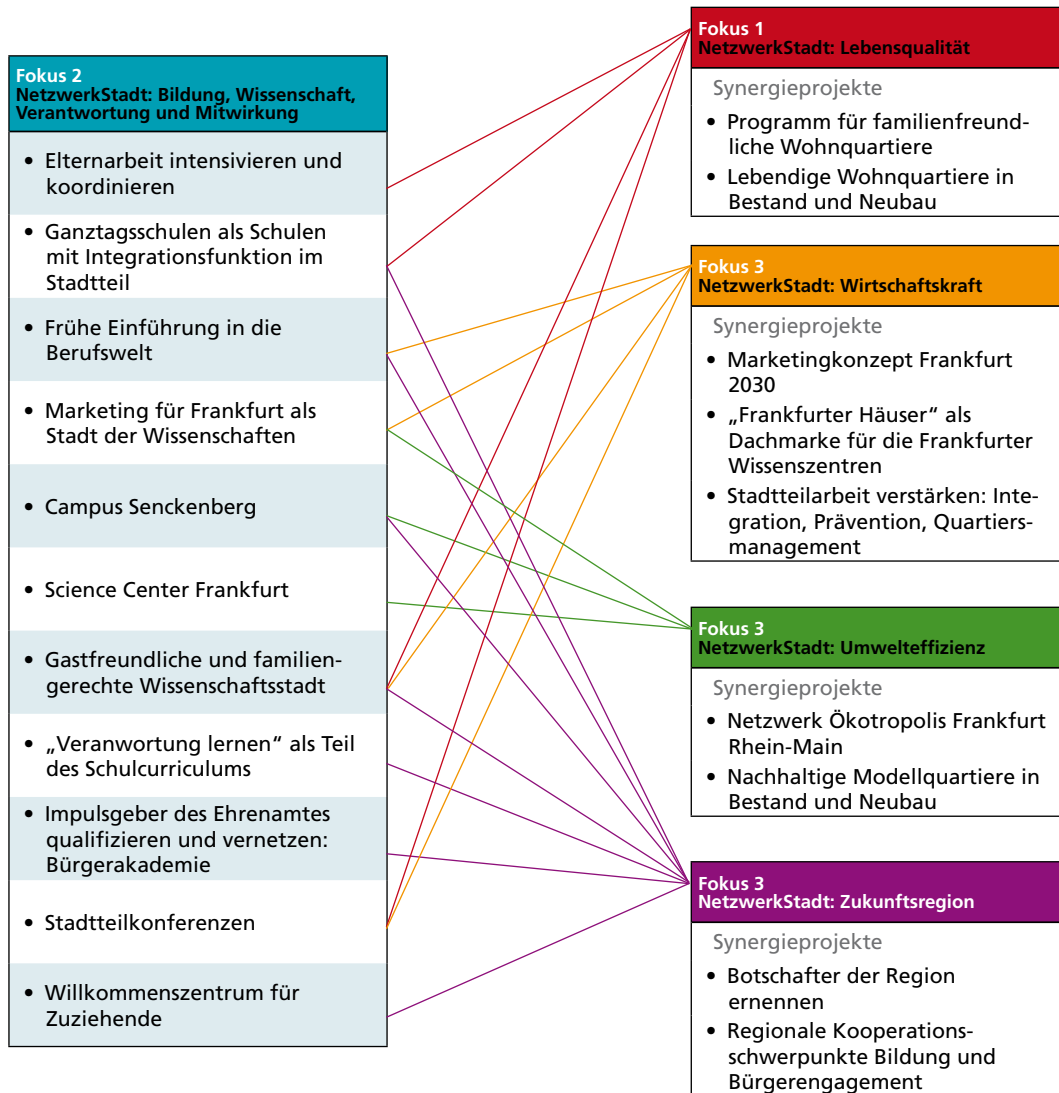 Fokus 2
NetzwerkStadt: Bildung, Wissenschaft,
Verantwortung und Mitwirkung
• Elternarbeit intensivieren und
koordinieren
• Ganztagsschulen als Schulen
mit Integrationsfunktion im
Stadtteil
• Frühe Einführung in die
Berufswelt
• Marketing für Frankfurt als
Stadt der Wissenschaften
• Campus Senckenberg
• Science Center Frankfurt
• Gastfreundliche und familien-
gerechte Wissenschaftsstadt
• „Veranwortung lernen“ als Teil
des Schulcurriculums
• Impulsgeber des Ehrenamtes
qualifizieren und vernetzen:
Bürgerakademie
• Stadtteilkonferenzen
• Willkommenszentrum für
Zuziehende
Fokus 1
NetzwerkStadt: Lebensqualität
Synergieprojekte
• Programm für familienfreund-
liche Wohnquartiere
• Lebendige Wohnquartiere in
Bestand und Neubau
Fokus 3
NetzwerkStadt: Wirtschaftskraft
Synergieprojekte
• Marketingkonzept Frankfurt
2030
• „Frankfurter Häuser“ als
Dachmarke für die Frankfurter
Wissenszentren
• Stadtteilarbeit verstärken: Inte-
gration, Prävention, Quartiers-
management
Fokus 3
NetzwerkStadt: Umwelteffizienz
Synergieprojekte
• Netzwerk Ökotropolis Frankfurt
Rhein-Main
• Nachhaltige Modellquartiere in
Bestand und Neubau
Fokus 3
NetzwerkStadt: Zukunftsregion
Synergieprojekte
• Botschafter der Region
ernennen
• Regionale Kooperations-
schwerpunkte Bildung und
Bürgerengagement